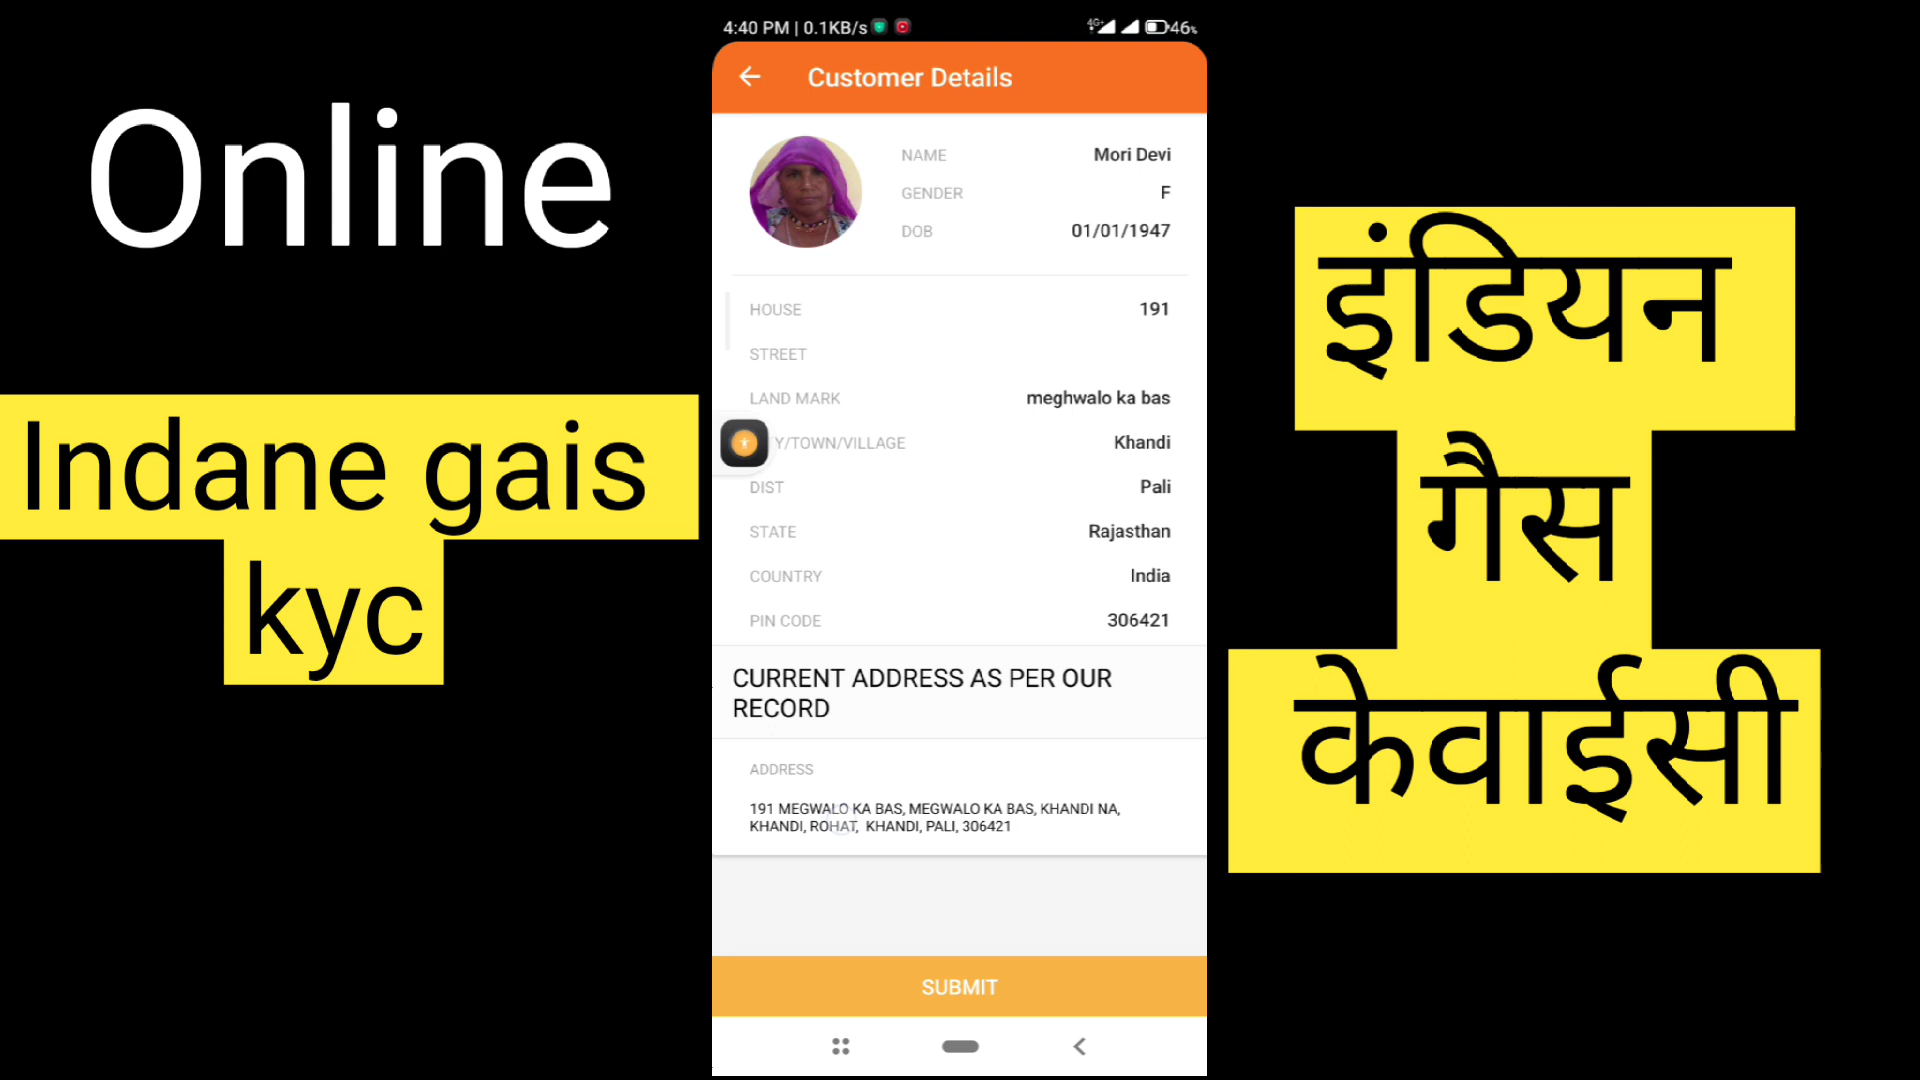 Online
Indane gais
kyc
4:40 PM | 0.1KB/s
4G+
46%
Customer Details
NAME Mori Devi
GENDER F
DOB 01/01/1947
HOUSE 191
STREET
LAND MARK meghwalo ka bas
Y/TOWN/VILLAGE Khandi
DIST Pali
STATE Rajasthan
COUNTRY India
PIN CODE 306421
CURRENT ADDRESS AS PER OUR
RECORD
ADDRESS
191 MEGWALO KA BAS, MEGWALO KA BAS, KHANDI NA,
KHANDI, ROHAT, KHANDI, PALI, 306421
SUBMIT
इंडियन
गैस
केवाईसी